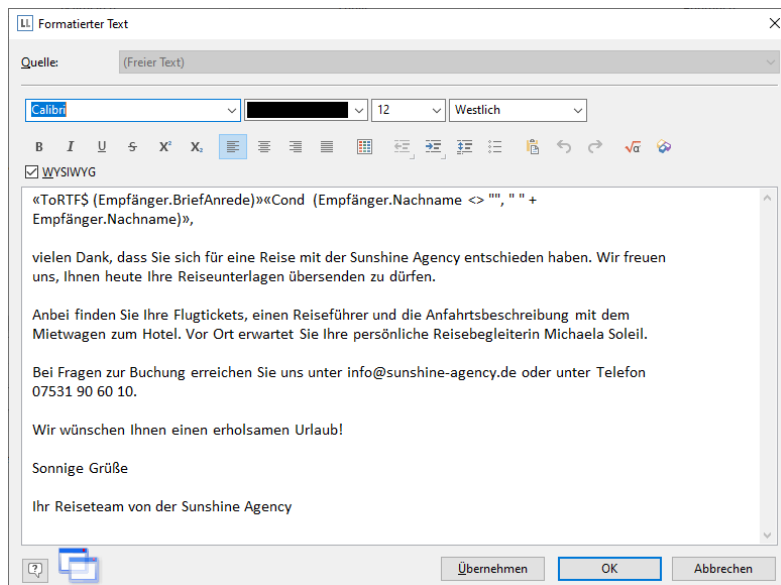 LL Formatierter Text
Quelle: (Freier Text)
Calibri 12 Westlich
B I U S X² X₂
WYSIWYG
«ToRTF$ (Empfänger.BriefAnrede)»«Cond (Empfänger.Nachname <> "", " " +
Empfänger.Nachname)»,
vielen Dank, dass Sie sich für eine Reise mit der Sunshine Agency entschieden haben. Wir freuen
uns, Ihnen heute Ihre Reiseunterlagen übersenden zu dürfen.
Anbei finden Sie Ihre Flugtickets, einen Reiseführer und die Anfahrtsbeschreibung mit dem
Mietwagen zum Hotel. Vor Ort erwartet Sie Ihre persönliche Reisebegleiterin Michaela Soleil.
Bei Fragen zur Buchung erreichen Sie uns unter info@sunshine-agency.de oder unter Telefon
07531 90 60 10.
Wir wünschen Ihnen einen erholsamen Urlaub!
Sonnige Grüße
Ihr Reiseteam von der Sunshine Agency
Übernehmen OK Abbrechen